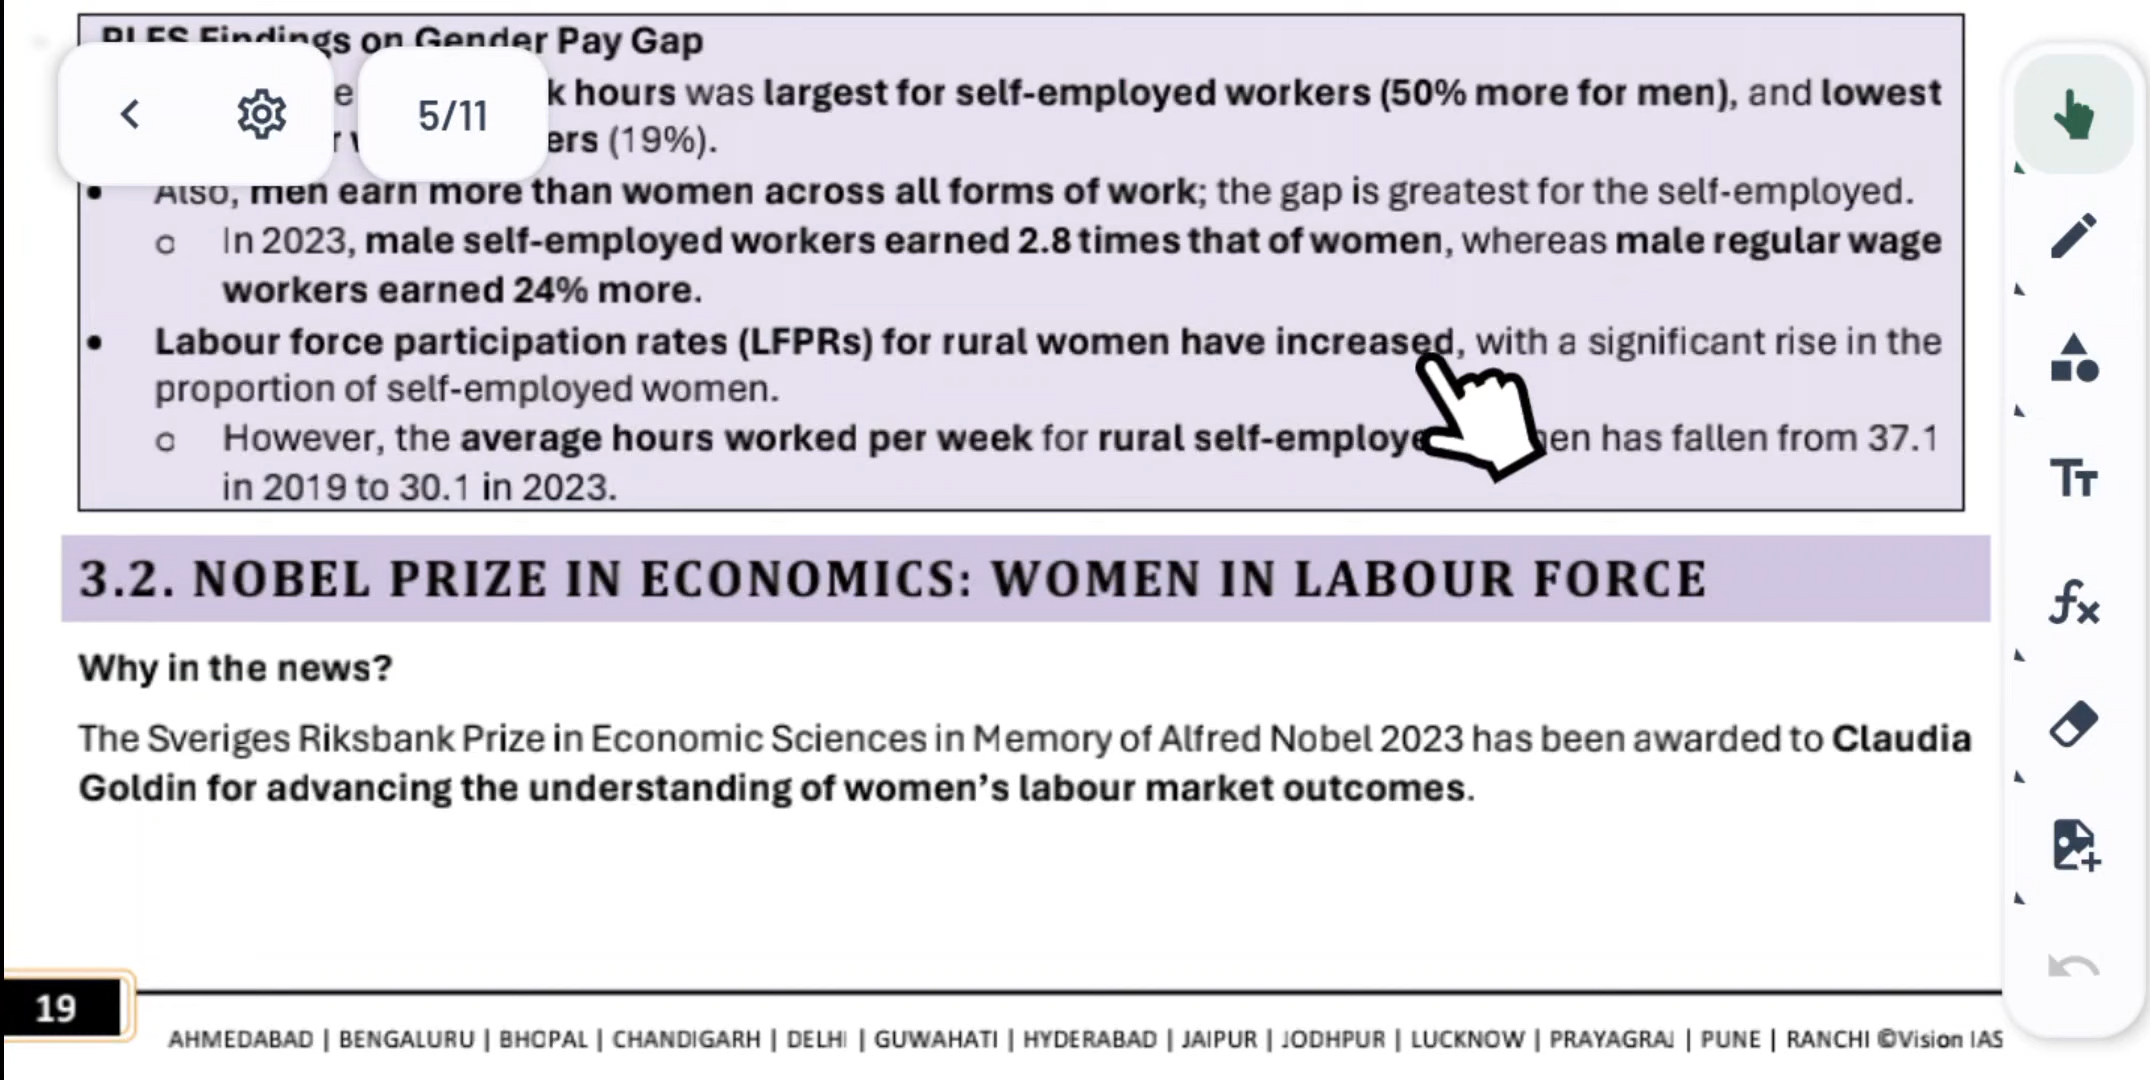 PLFS Findings on Gender Pay Gap
k hours was largest for self-employed workers (50% more for men), and lowest
ers (19%).
• Also, men earn more than women across all forms of work; the gap is greatest for the self-employed.
o In 2023, male self-employed workers earned 2.8 times that of women, whereas male regular wage
workers earned 24% more.
• Labour force participation rates (LFPRs) for rural women have increased, with a significant rise in the
proportion of self-employed women.
o However, the average hours worked per week for rural self-employe en has fallen from 37.1
in 2019 to 30.1 in 2023.
5/11
3.2. NOBEL PRIZE IN ECONOMICS: WOMEN IN LABOUR FORCE
Why in the news?
The Sveriges Riksbank Prize in Economic Sciences in Memory of Alfred Nobel 2023 has been awarded to Claudia
Goldin for advancing the understanding of women’s labour market outcomes.
19
AHMEDABAD | BENGALURU | BHOPAL | CHANDIGARH | DELHI | GUWAHATI | HYDERABAD | JAIPUR | JODHPUR | LUCKNOW | PRAYAGRAJ | PUNE | RANCHI ©Vision IAS
Tт
fx